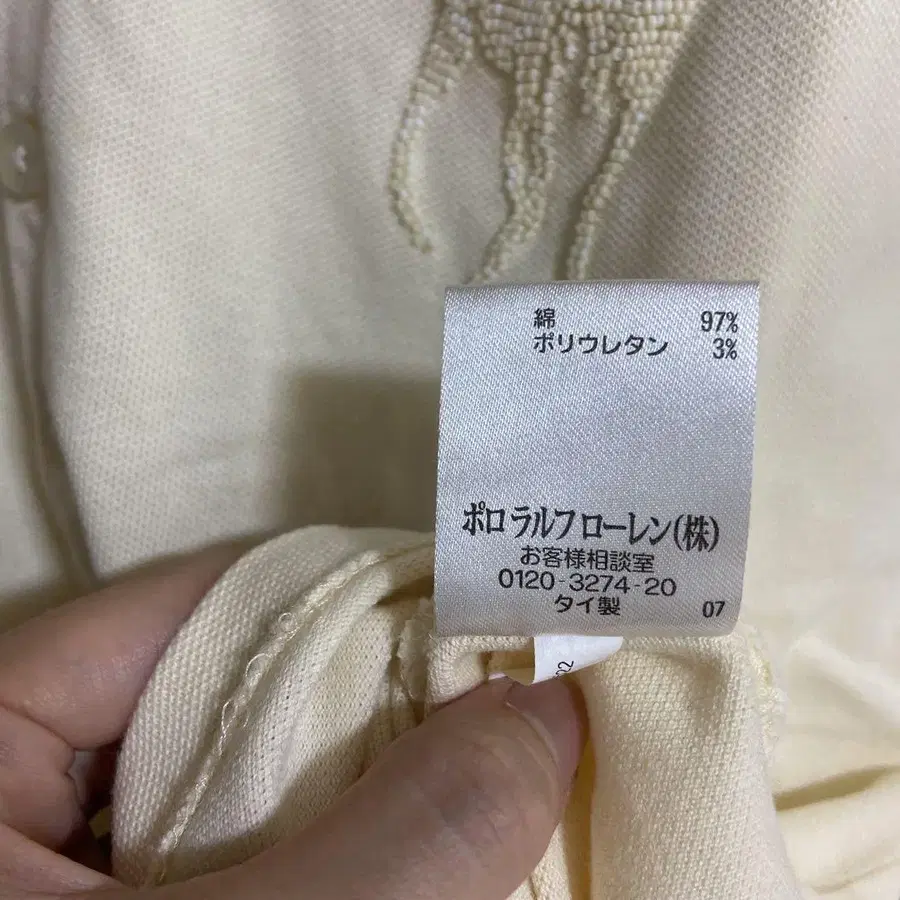 綿 97%
ポリウレタン 3%
ポロ ラルフ ローレン(株)
お客様相談室
0120-3274-20
タイ製 07
02